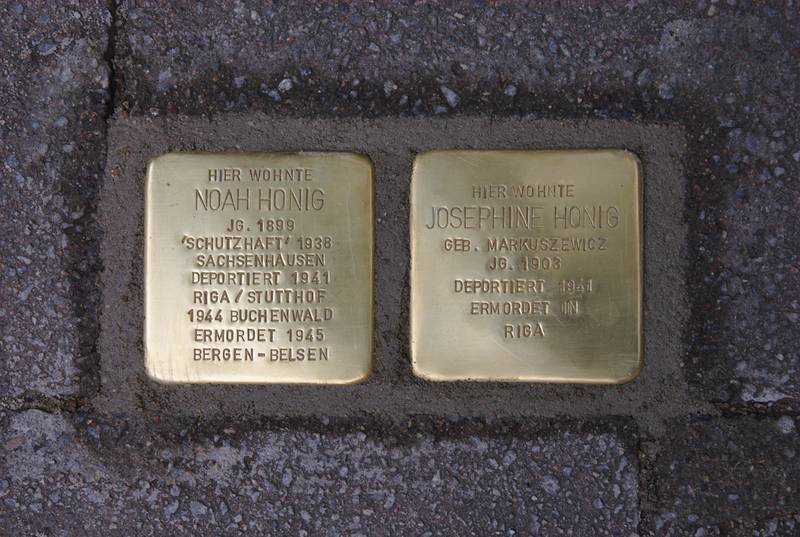 HIER WOHNTE
NOAH HONIG
JG. 1899
'SCHUTZHAFT' 1938
SACHSENHAUSEN
DEPORTIERT 1941
RIGA / STUTTHOF
1944 BUCHENWALD
ERMORDET 1945
BERGEN-BELSEN
HIER WOHNTE
JOSEPHINE HONIG
GEB. MARKUSZEWICZ
JG. 1903
DEPORTIERT 1941
ERMORDET IN
RIGA